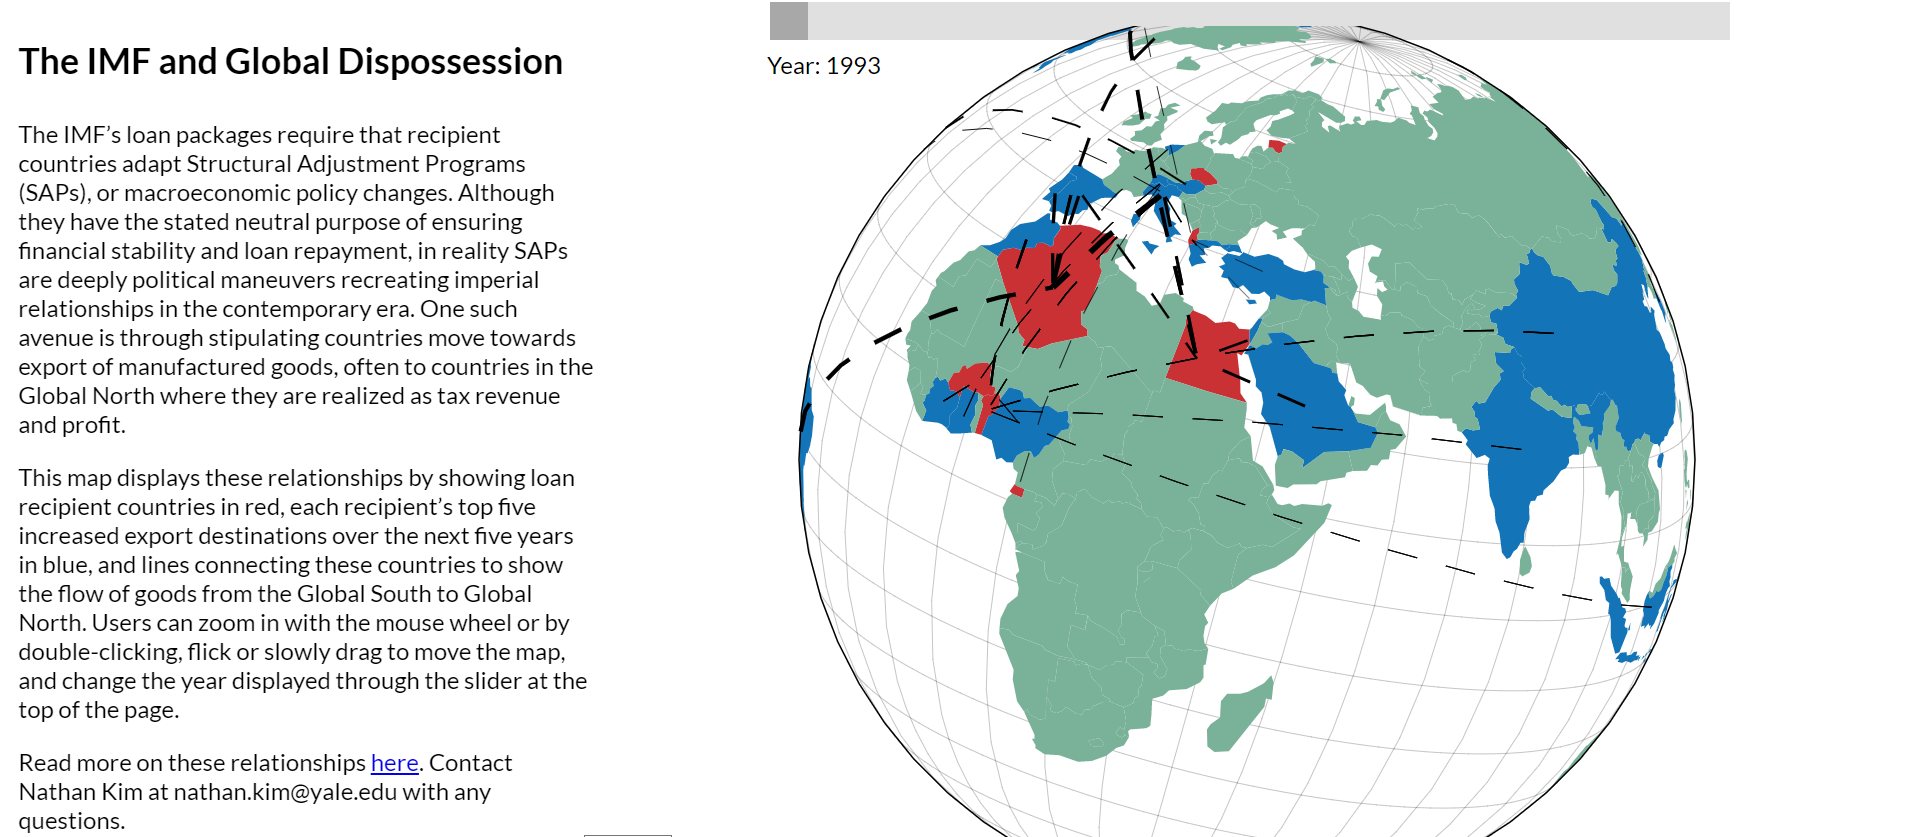 The IMF and Global Dispossession
Year: 1993
The IMF’s loan packages require that recipient
countries adapt Structural Adjustment Programs
(SAPs), or macroeconomic policy changes. Although
they have the stated neutral purpose of ensuring
financial stability and loan repayment, in reality SAPs
are deeply political maneuvers recreating imperial
relationships in the contemporary era. One such
avenue is through stipulating countries move towards
export of manufactured goods, often to countries in the
Global North where they are realized as tax revenue
and profit.
This map displays these relationships by showing loan
recipient countries in red, each recipient’s top five
increased export destinations over the next five years
in blue, and lines connecting these countries to show
the flow of goods from the Global South to Global
North. Users can zoom in with the mouse wheel or by
double-clicking, flick or slowly drag to move the map,
and change the year displayed through the slider at the
top of the page.
Read more on these relationships here. Contact
Nathan Kim at nathan.kim@yale.edu with any
questions.